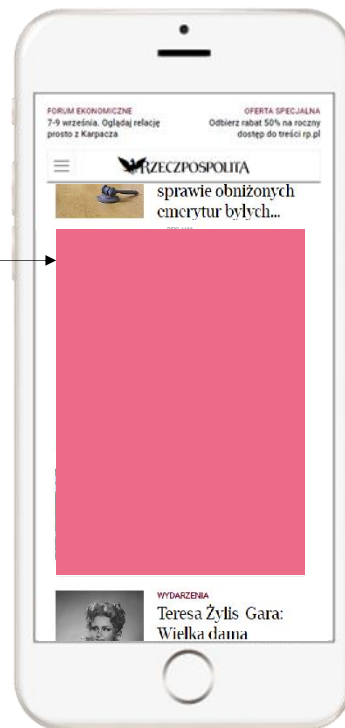 FORUM EKONOMICZNE
7-9 września. Oglądaj relację
prosto z Karpacza
OFERTA SPECJALNA
Odbierz rabat 50% na roczny
dostęp do treści rp.pl
RZECZPOSPOLITA
sprawie obniżonych
emerytur byłych...
WYDARZENIA
Teresa Żylis-Gara:
Wielka dama